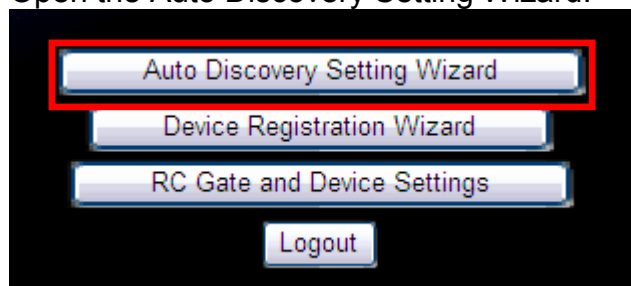 Open the Auto Discovery Setting Wizard.
Auto Discovery Setting Wizard
Device Registration Wizard
RC Gate and Device Settings
Logout